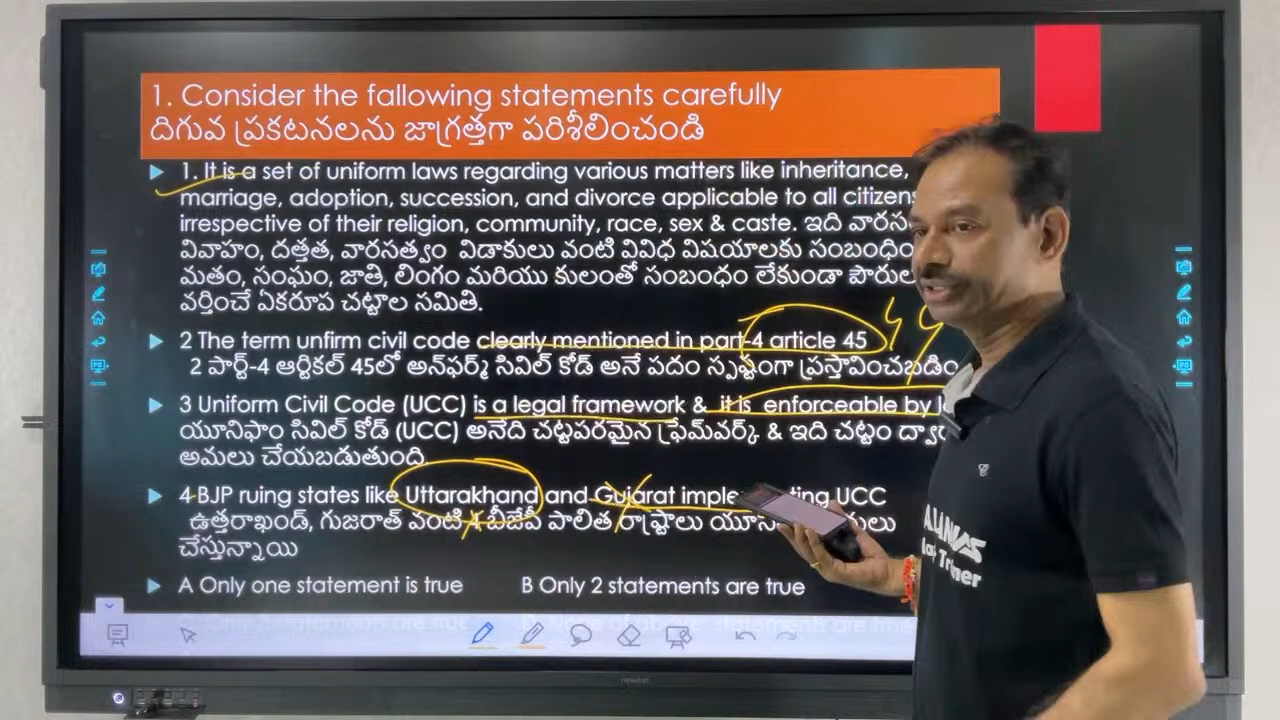 1. Consider the fallowing statements carefully
దిగువ ప్రకటనలను జాగ్రత్తగా పరిశీలించండి
1. It is a set of uniform laws regarding various matters like inheritance,
marriage, adoption, succession, and divorce applicable to all citizens
irrespective of their religion, community, race, sex & caste. ఇది
వివాహం, దత్తత, వారసత్వం విడాకులు వంటి వివిధ విషయాలకు
మతం, సంఘం, జాతి, లింగం మరియు కులంతో సంబంధం లేకుండా
వర్తించే ఏకరూప చట్టాల సమితి.
2 The term unfirm civil code clearly mentioned in part-4 article 45
44
2 పార్ట్-4 ఆర్టికల్ 45లో అన్‌ఫర్మ్ సివిల్ కోడ్ అనే పదం స్పష్టంగా
3 Uniform Civil Code (UCC) is a legal framework & it is enforceable by
యూనిఫాం సివిల్ కోడ్ (UCC) అనేది చట్టపరమైన ఫ్రేమ్‌వర్క్ & ఇది చట్టం
అమలు చేయబడుతుంది
4 BJP ruing states like Uttarakhand and Gujarat UCC
ఉత్తరాఖండ్, గుజరాత్ వంటి బీజేపీ పాలిత రాష్ట్రాలు
చేస్తున్నాయి
A Only one statement is true B Only 2 statements are true